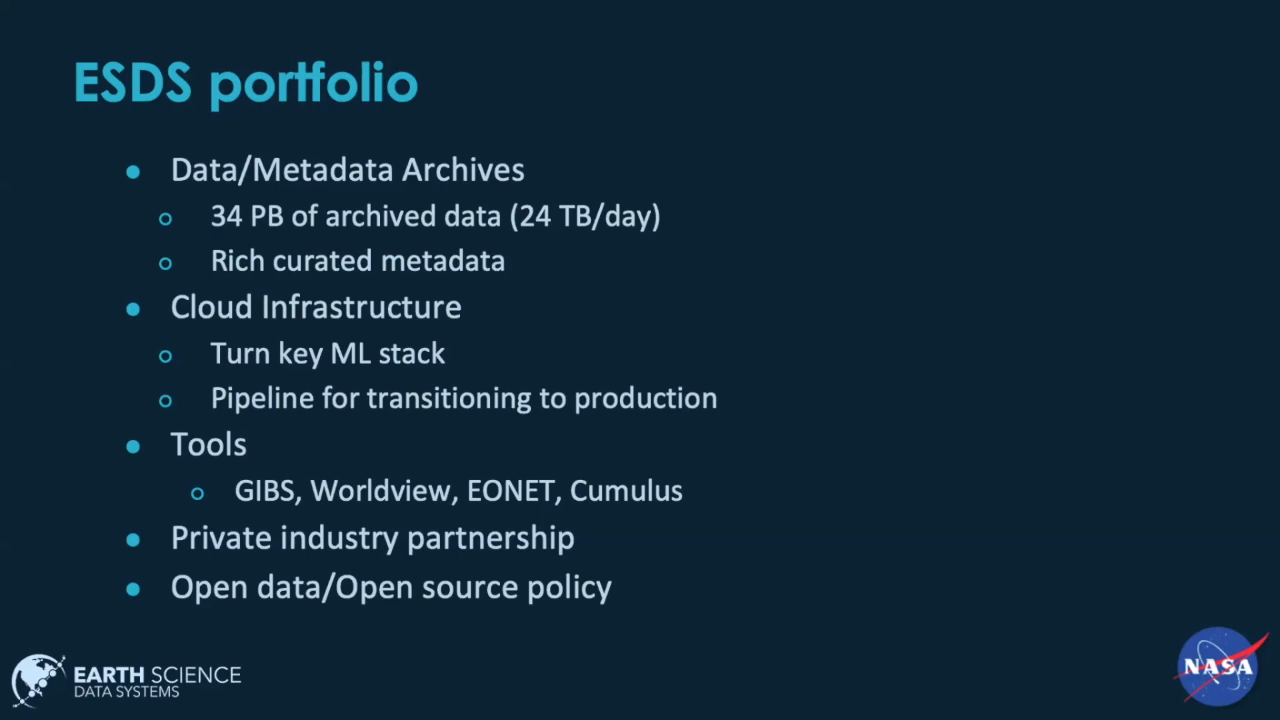 ESDS portfolio
● Data/Metadata Archives
○ 34 PB of archived data (24 TB/day)
○ Rich curated metadata
● Cloud Infrastructure
○ Turn key ML stack
○ Pipeline for transitioning to production
● Tools
○ GIBS, Worldview, EONET, Cumulus
● Private industry partnership
● Open data/Open source policy
EARTH SCIENCE
DATA SYSTEMS
NASA